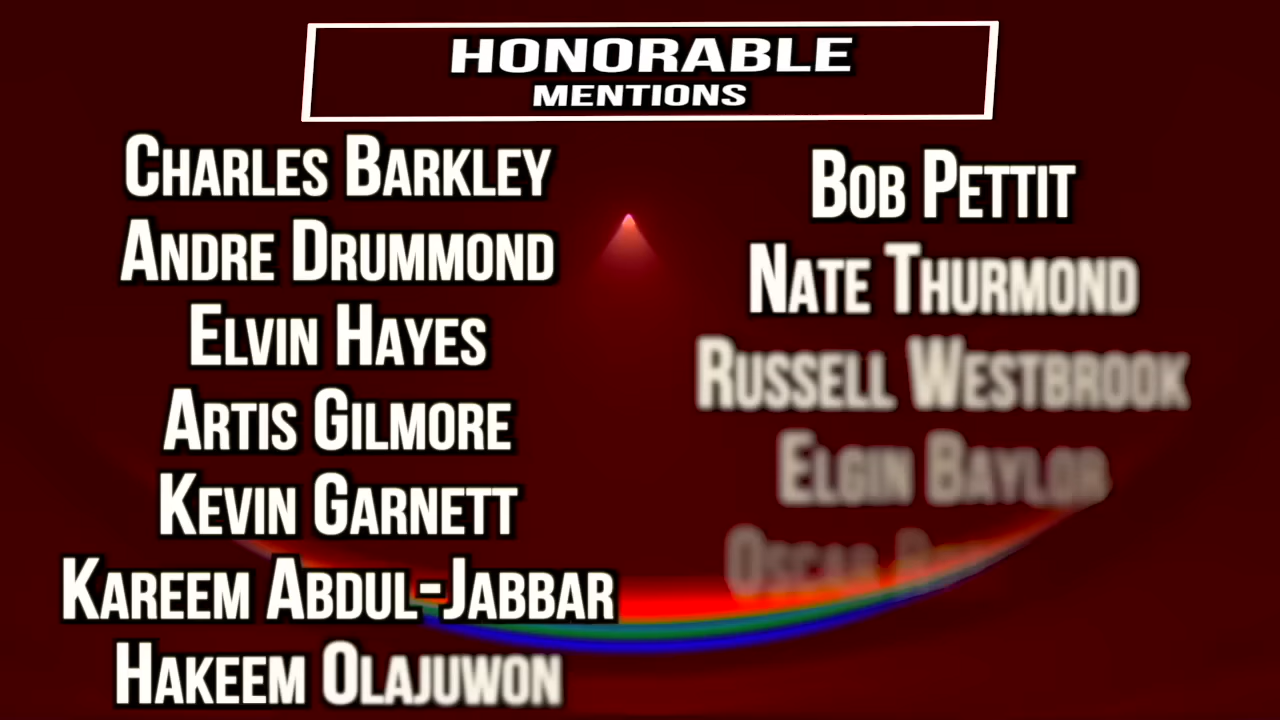 HONORABLE
MENTIONS
CHARLES BARKLEY
ANDRE DRUMMOND
ELVIN HAYES
ARTIS GILMORE
KEVIN GARNETT
KAREEM ABDUL-JABBAR
HAKEEM OLAJUWON
BOB PETTIT
NATE THURMOND
RUSSELL WESTBROOK
ELGIN BAYLOR
OSCAR